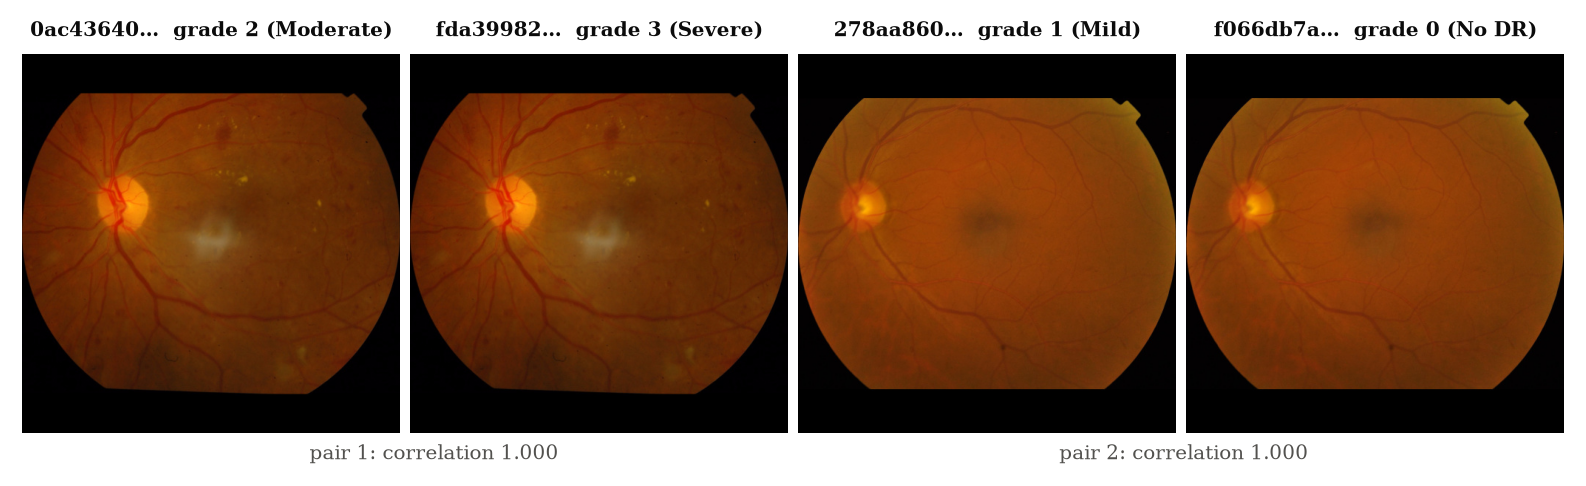 0ac43640... grade 2 (Moderate)
fda39982... grade 3 (Severe)
278aa860... grade 1 (Mild)
f066db7a... grade 0 (No DR)
pair 1: correlation 1.000
pair 2: correlation 1.000